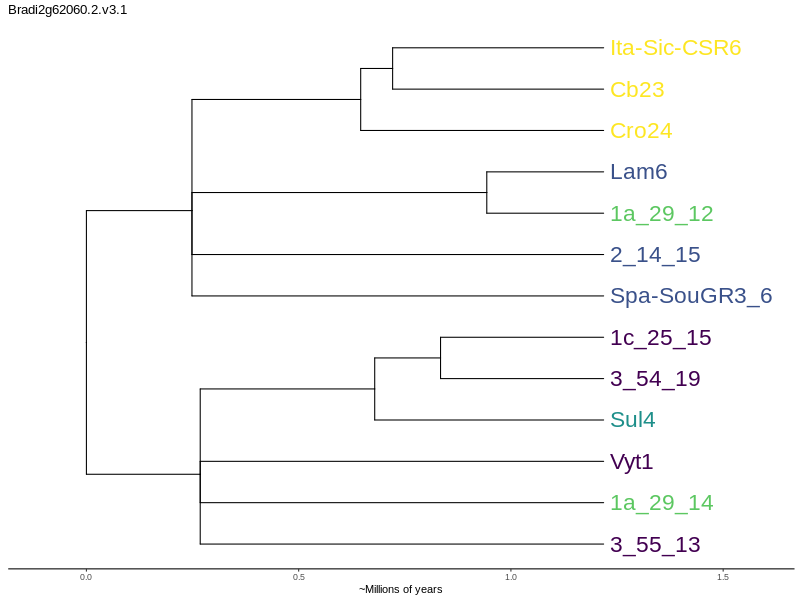 Bradi2g62060.2.v3.1
Ita-Sic-CSR6
Cb23
Cro24
Lam6
1a_29_12
2_14_15
Spa-SouGR3_6
1c_25_15
3_54_19
Sul4
Vyt1
1a_29_14
3_55_13
0.0 0.5 1.0 1.5
~Millions of years